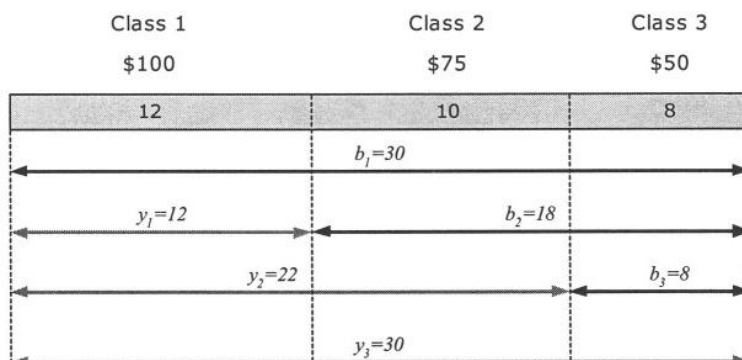 Class 1 Class 2 Class 3
$100 $75 $50
12 10 8
b₁=30
y₁=12 b₂=18
y₂=22 b₃=8
y₃=30